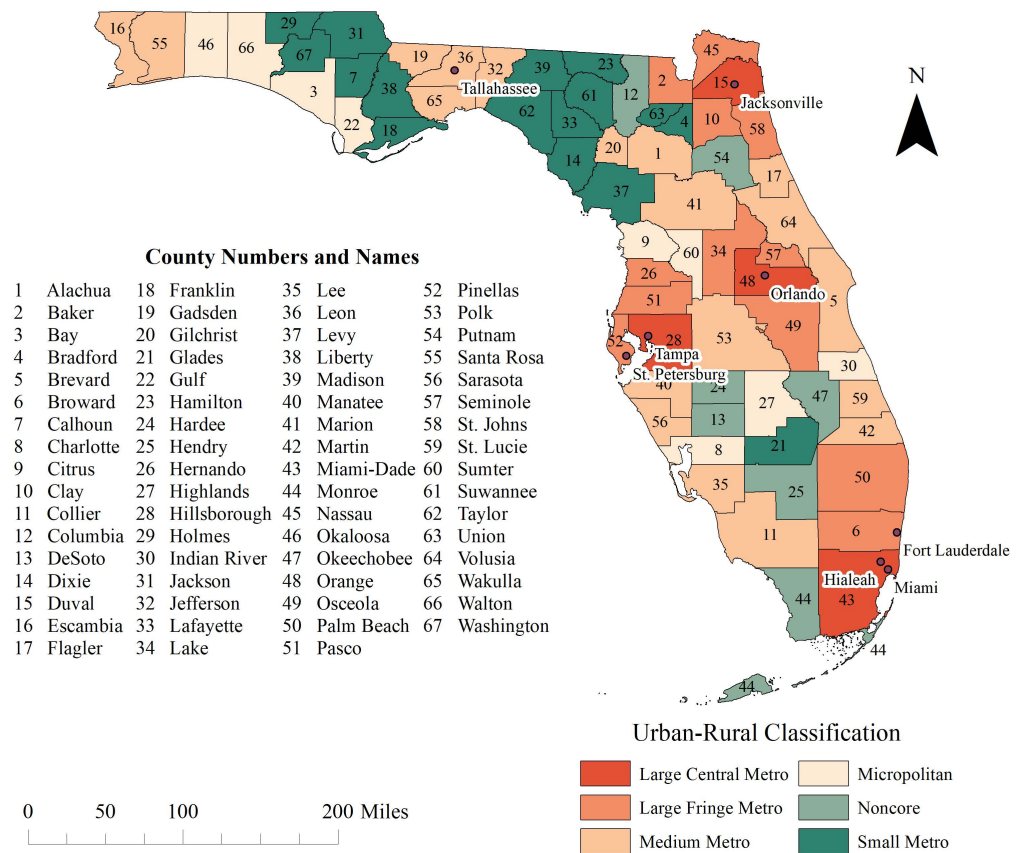 16
55
46
66
29
67
31
3
7
38
22
18
19
36
32
65
Tallahassee
39
23
62
61
33
14
12
2
63
4
45
15
Jacksonville
10
58
N
20
1
54
17
37
41
64
9
60
34
57
26
48
Orlando
51
5
52
28
Tampa
St. Petersburg
53
49
30
40
24
27
47
59
56
13
42
8
21
35
25
50
11
6
Fort Lauderdale
Hialeah
Miami
43
44
44
44
County Numbers and Names
1 Alachua 18 Franklin 35 Lee 52 Pinellas
2 Baker 19 Gadsden 36 Leon 53 Polk
3 Bay 20 Gilchrist 37 Levy 54 Putnam
4 Bradford 21 Glades 38 Liberty 55 Santa Rosa
5 Brevard 22 Gulf 39 Madison 56 Sarasota
6 Broward 23 Hamilton 40 Manatee 57 Seminole
7 Calhoun 24 Hardee 41 Marion 58 St. Johns
8 Charlotte 25 Hendry 42 Martin 59 St. Lucie
9 Citrus 26 Hernando 43 Miami-Dade 60 Sumter
10 Clay 27 Highlands 44 Monroe 61 Suwannee
11 Collier 28 Hillsborough 45 Nassau 62 Taylor
12 Columbia 29 Holmes 46 Okaloosa 63 Union
13 DeSoto 30 Indian River 47 Okeechobee 64 Volusia
14 Dixie 31 Jackson 48 Orange 65 Wakulla
15 Duval 32 Jefferson 49 Osceola 66 Walton
16 Escambia 33 Lafayette 50 Palm Beach 67 Washington
17 Flagler 34 Lake 51 Pasco
Urban-Rural Classification
Large Central Metro Micropolitan
Large Fringe Metro Noncore
Medium Metro Small Metro
0 50 100 200 Miles